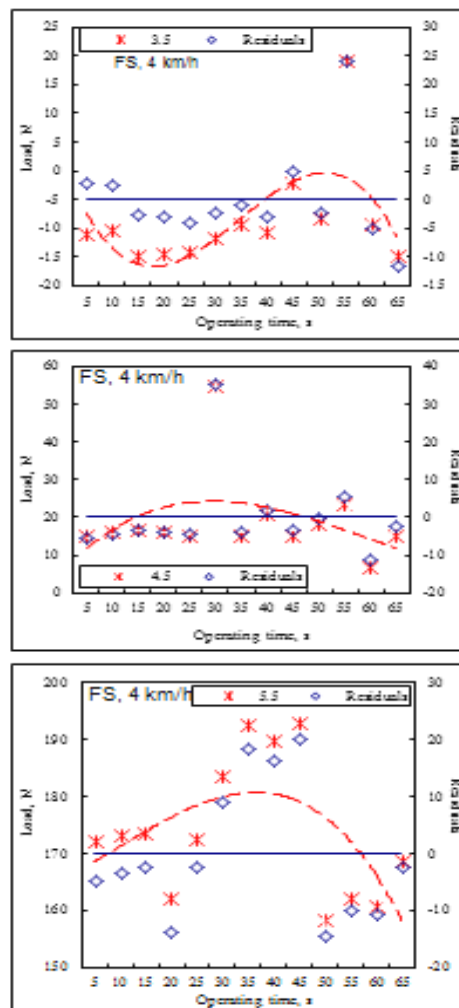 3.5 Residuals
FS, 4 km/h
25 20 15 10 5 0 -5 -10 -15 -20
Load, N
30 25 20 15 10 5 0 -5 -10 -15
Residuals
5 10 15 20 25 30 35 40 45 50 55 60 65
Operating time, s
FS, 4 km/h
60 50 40 30 20 10 0
Load, N
40 30 20 10 0 -10 -20
Residuals
4.5 Residuals
5 10 15 20 25 30 35 40 45 50 55 60 65
Operating time, s
FS, 4 km/h
5.5 Residuals
200 190 180 170 160 150
Load, N
30 20 10 0 -10 -20
Residuals
5 10 15 20 25 30 35 40 45 50 55 60 65
Operating time, s